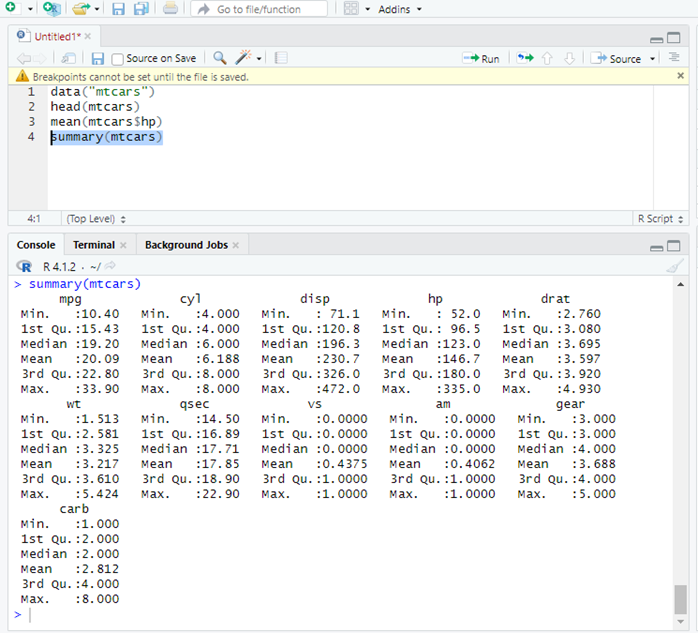 Go to file/function Addins
Untitled1*
Source on Save Run Source
Breakpoints cannot be set until the file is saved.
1 data("mtcars")
2 head(mtcars)
3 mean(mtcars$hp)
4 summary(mtcars)
4:1 (Top Level) R Script
Console Terminal Background Jobs
R R 4.1.2 · ~/
> summary(mtcars)
mpg cyl disp hp drat
Min. :10.40 Min. :4.000 Min. : 71.1 Min. : 52.0 Min. :2.760
1st Qu.:15.43 1st Qu.:4.000 1st Qu.:120.8 1st Qu.: 96.5 1st Qu.:3.080
Median :19.20 Median :6.000 Median :196.3 Median :123.0 Median :3.695
Mean :20.09 Mean :6.188 Mean :230.7 Mean :146.7 Mean :3.597
3rd Qu.:22.80 3rd Qu.:8.000 3rd Qu.:326.0 3rd Qu.:180.0 3rd Qu.:3.920
Max. :33.90 Max. :8.000 Max. :472.0 Max. :335.0 Max. :4.930
wt qsec vs am gear
Min. :1.513 Min. :14.50 Min. :0.0000 Min. :0.0000 Min. :3.000
1st Qu.:2.581 1st Qu.:16.89 1st Qu.:0.0000 1st Qu.:0.0000 1st Qu.:3.000
Median :3.325 Median :17.71 Median :0.0000 Median :0.0000 Median :4.000
Mean :3.217 Mean :17.85 Mean :0.4375 Mean :0.4062 Mean :3.688
3rd Qu.:3.610 3rd Qu.:18.90 3rd Qu.:1.0000 3rd Qu.:1.0000 3rd Qu.:4.000
Max. :5.424 Max. :22.90 Max. :1.0000 Max. :1.0000 Max. :5.000
carb
Min. :1.000
1st Qu.:2.000
Median :2.000
Mean :2.812
3rd Qu.:4.000
Max. :8.000
>